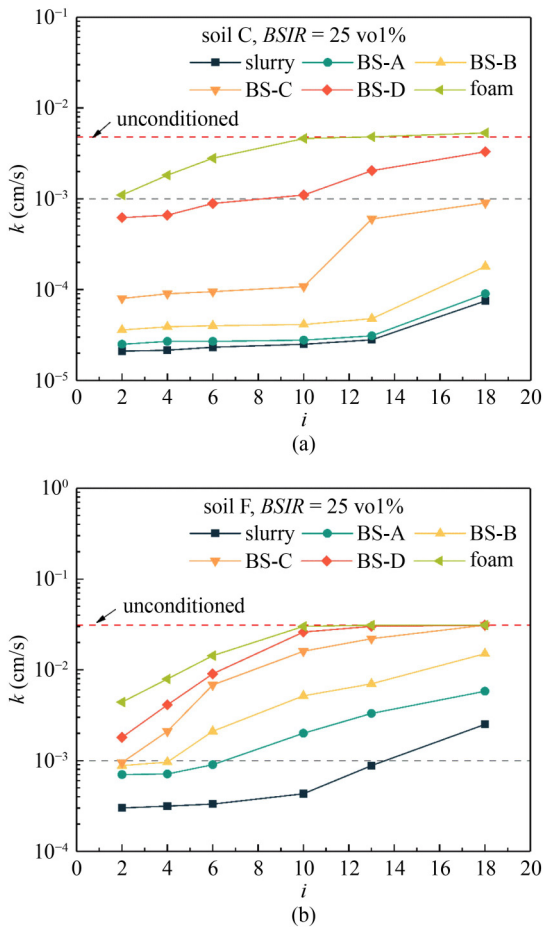 soil C, BSIR = 25 vo1%
slurry BS-A BS-B
BS-C BS-D foam
unconditioned
k (cm/s)
10⁻¹
10⁻²
10⁻³
10⁻⁴
10⁻⁵
0 2 4 6 8 10 12 14 16 18 20
i
(a)
soil F, BSIR = 25 vo1%
slurry BS-A BS-B
BS-C BS-D foam
unconditioned
k (cm/s)
10⁰
10⁻¹
10⁻²
10⁻³
10⁻⁴
0 2 4 6 8 10 12 14 16 18 20
i
(b)